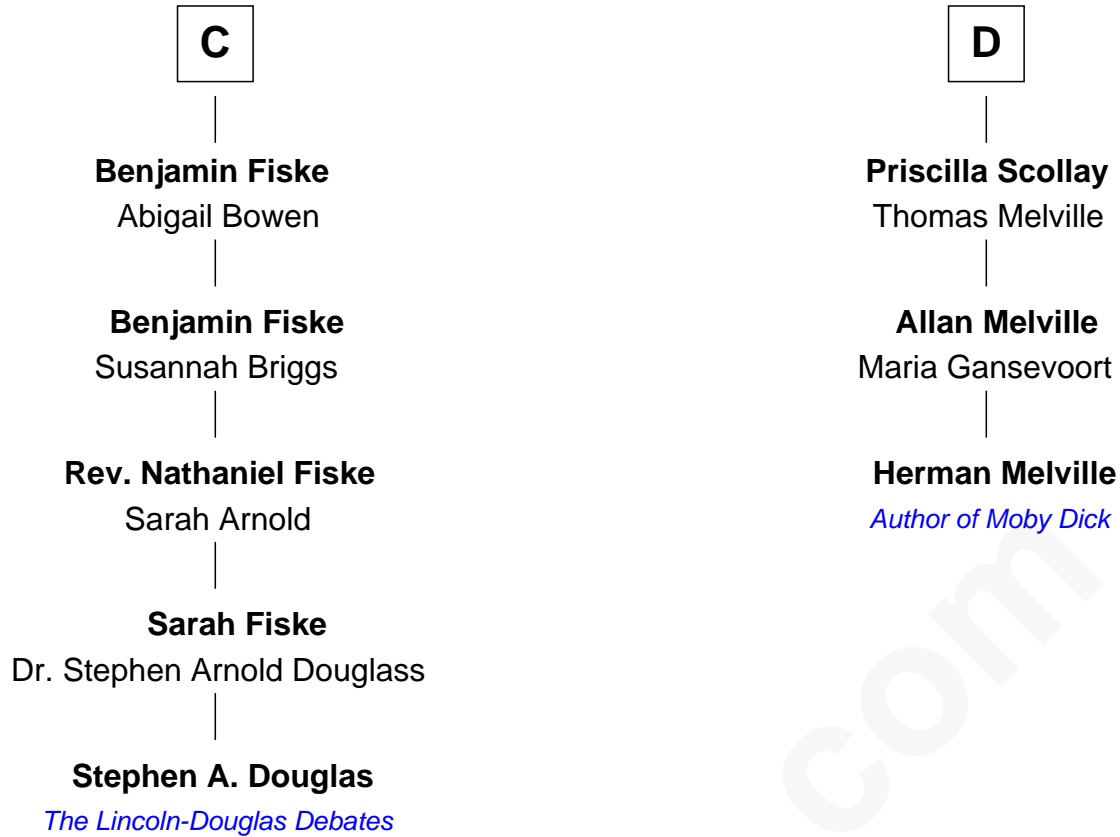 C
Benjamin Fiske
Abigail Bowen
Benjamin Fiske
Susannah Briggs
Rev. Nathaniel Fiske
Sarah Arnold
Sarah Fiske
Dr. Stephen Arnold Douglass
Stephen A. Douglas
The Lincoln-Douglas Debates
D
Priscilla Scollay
Thomas Melville
Allan Melville
Maria Gansevoort
Herman Melville
Author of Moby Dick
com